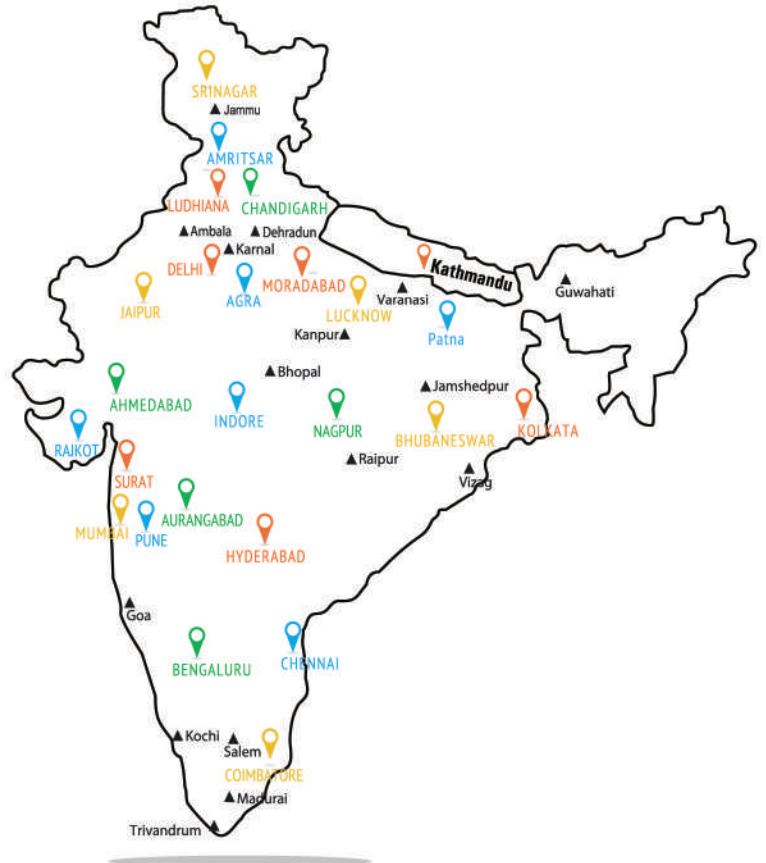 SRINAGAR
Jammu
AMRITSAR
LUDHIANA
CHANDIGARH
Ambala
Dehradun
Karnal
DELHI
MORADABAD
Kathmandu
AGRA
JAIPUR
LUCKNOW
Varanasi
Guwahati
Kanpur
Patna
Bhopal
Jamshedpur
AHMEDABAD
INDORE
NAGPUR
BHUBANESWAR
KOLKATA
RAJKOT
Raipur
SURAT
Vizag
AURANGABAD
MUMBAI
PUNE
HYDERABAD
Goa
BENGALURU
CHENNAI
Kochi
Salem
COIMBATORE
Madurai
Trivandrum